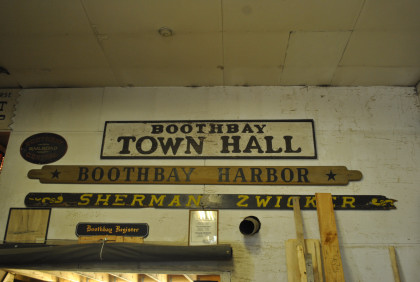 BOOTHBAY
TOWN HALL
BOOTHBAY HARBOR
SHERMAN ZWICKER
Boothbay Register